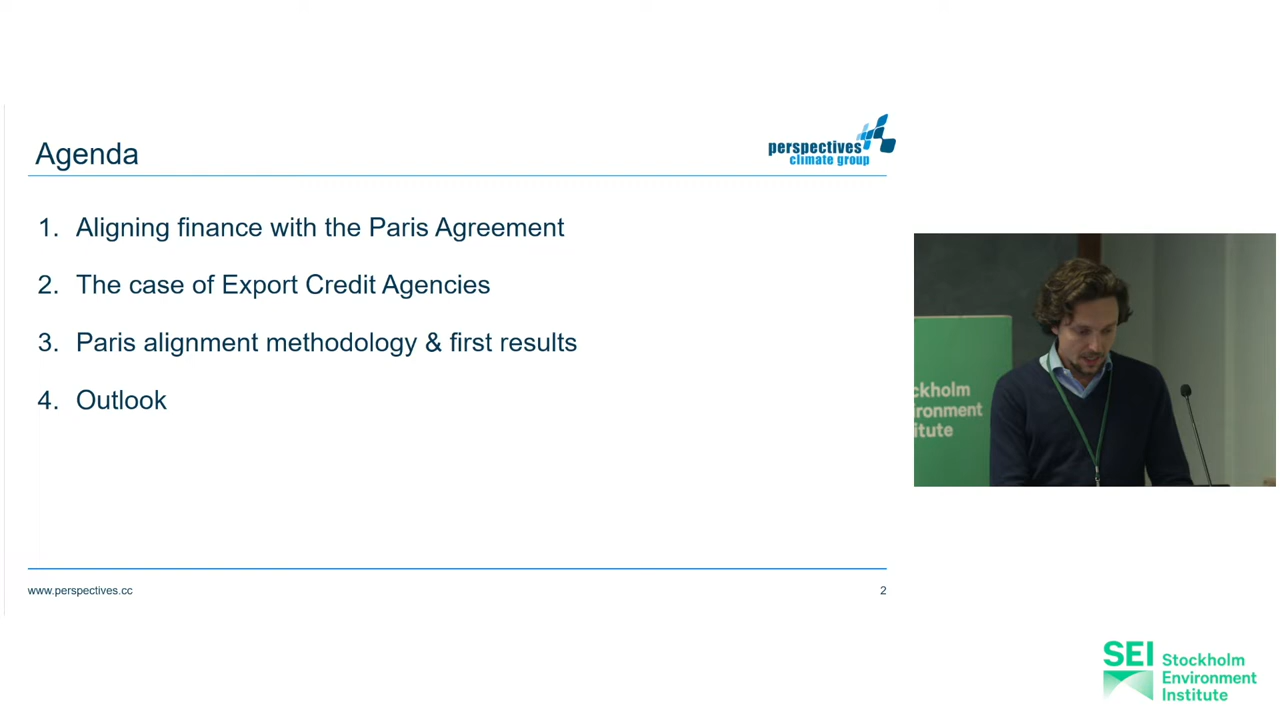 Agenda
perspectives
climate group
1. Aligning finance with the Paris Agreement
2. The case of Export Credit Agencies
3. Paris alignment methodology & first results
4. Outlook
www.perspectives.cc
2
ckholm
ironment
itute
SEI Stockholm
Environment
Institute